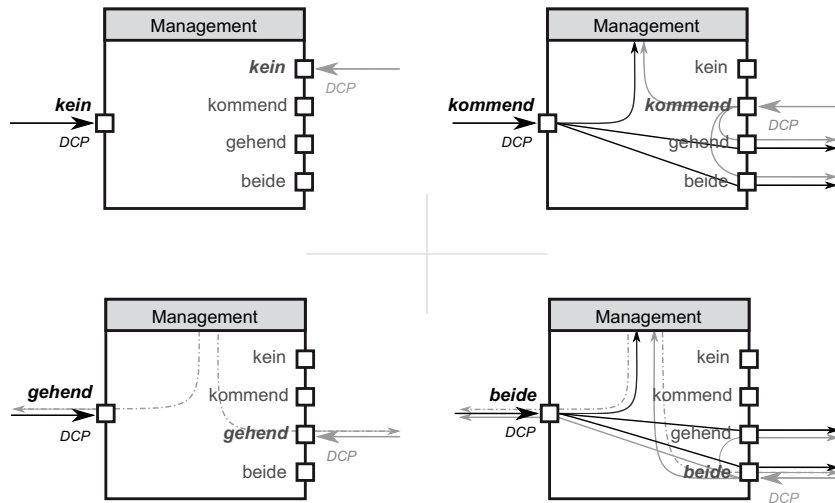 Management
kein
kein
DCP
kommend
DCP
gehend
beide
Management
kein
kommend
kommend
DCP
DCP
gehend
beide
Management
kein
gehend
kommend
DCP
gehend
DCP
beide
Management
kein
beide
kommend
DCP
gehend
beide
DCP